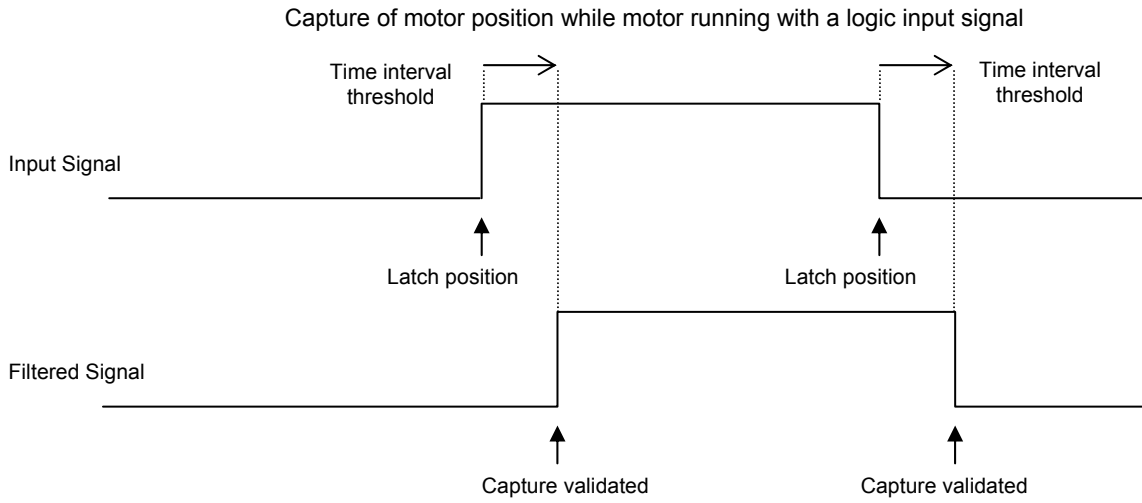 Capture of motor position while motor running with a logic input signal
Time interval
threshold
Time interval
threshold
Input Signal
Latch position
Latch position
Filtered Signal
Capture validated
Capture validated